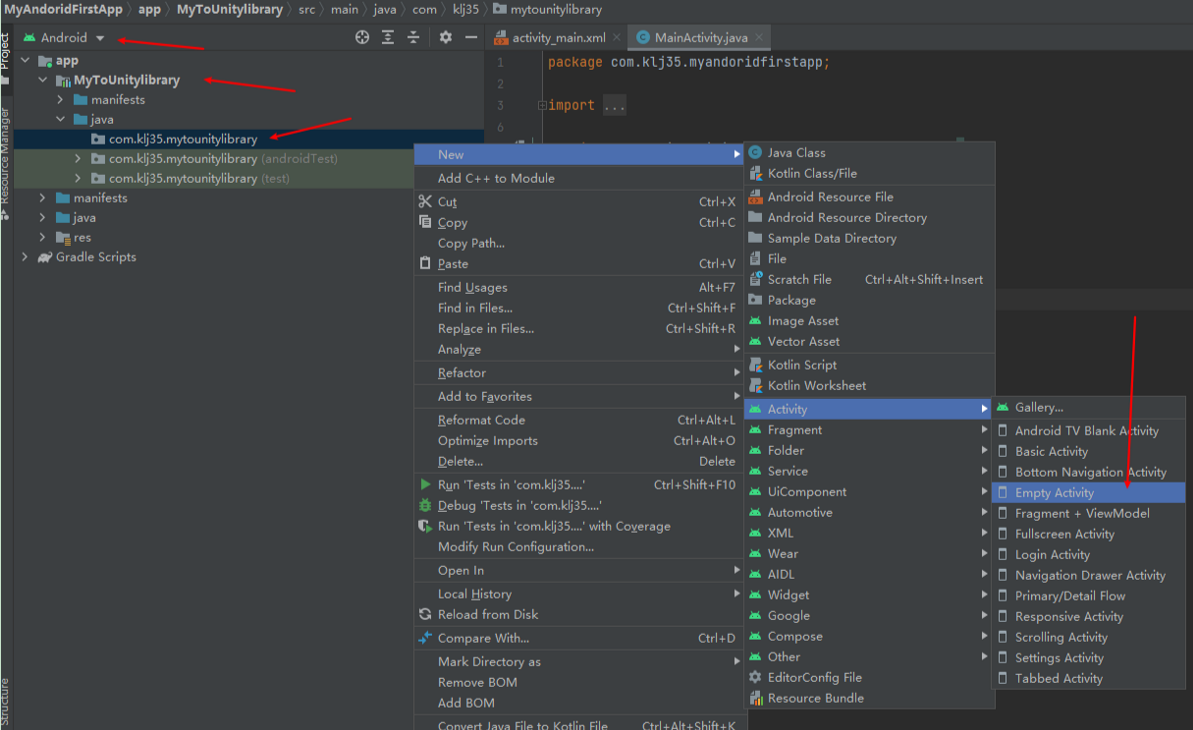 MyAndoridFirstApp > app > MyToUnitylibrary > src > main > java > com > klj35 > mytounitylibrary
Project
Resource Manager
Structure
Android
app
MyToUnitylibrary
manifests
java
com.klj35.mytounitylibrary
com.klj35.mytounitylibrary (androidTest)
com.klj35.mytounitylibrary (test)
manifests
java
res
Gradle Scripts
activity_main.xml
MainActivity.java
1 package com.klj35.myandoridfirstapp;
2
3 import ...
6
New
Add C++ to Module
Cut Ctrl+X
Copy Ctrl+C
Copy Path...
Paste Ctrl+V
Find Usages Alt+F7
Find in Files... Ctrl+Shift+F
Replace in Files... Ctrl+Shift+R
Analyze
Refactor
Add to Favorites
Reformat Code Ctrl+Alt+L
Optimize Imports Ctrl+Alt+O
Delete... Delete
Run 'Tests in 'com.klj35....' Ctrl+Shift+F10
Debug 'Tests in 'com.klj35....'
Run 'Tests in 'com.klj35....' with Coverage
Modify Run Configuration...
Open In
Local History
Reload from Disk
Compare With... Ctrl+D
Mark Directory as
Remove BOM
Add BOM
Convert Java File to Kotlin File Ctrl+Alt+Shift+K
Java Class
Kotlin Class/File
Android Resource File
Android Resource Directory
Sample Data Directory
File
Scratch File Ctrl+Alt+Shift+Insert
Package
Image Asset
Vector Asset
Kotlin Script
Kotlin Worksheet
Activity
Fragment
Folder
Service
UiComponent
Automotive
XML
Wear
AIDL
Widget
Google
Compose
Other
EditorConfig File
Resource Bundle
Gallery...
Android TV Blank Activity
Basic Activity
Bottom Navigation Activity
Empty Activity
Fragment + ViewModel
Fullscreen Activity
Login Activity
Navigation Drawer Activity
Primary/Detail Flow
Responsive Activity
Scrolling Activity
Settings Activity
Tabbed Activity